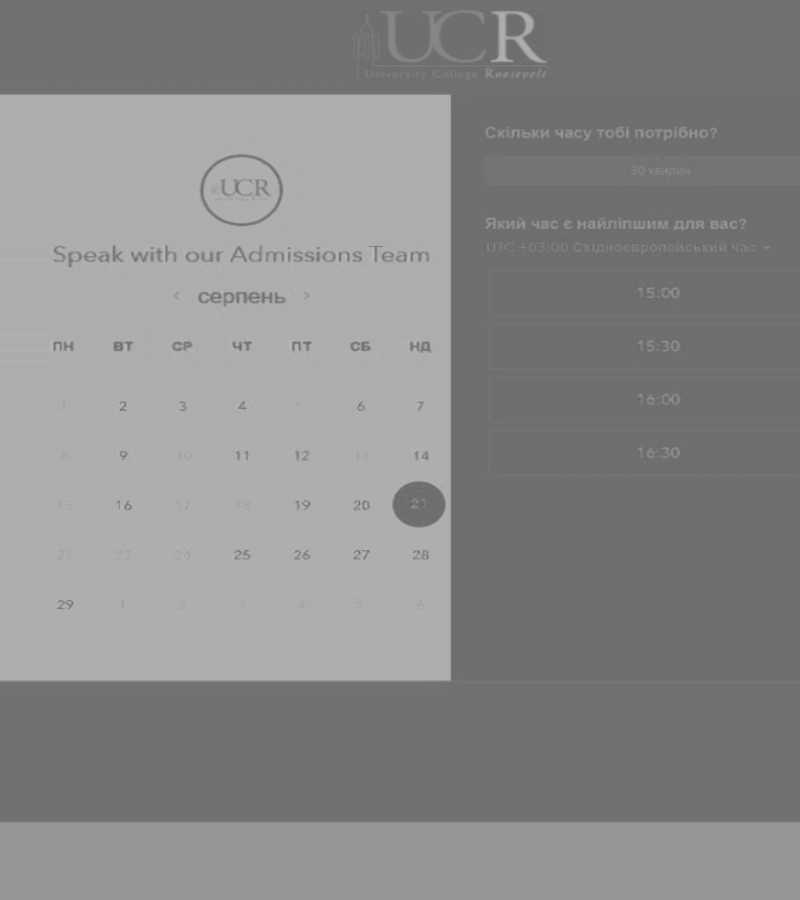 UCR
University College Roosevelt
UCR
Speak with our Admissions Team
< серпень >
ПН ВТ СР ЧТ ПТ СБ НД
1 2 3 4 5 6 7
8 9 10 11 12 13 14
15 16 17 18 19 20 21
22 23 24 25 26 27 28
29 1 2 3 4 5 6
Скільки часу тобі потрібно?
30 хвилин
Який час є найліпшим для вас?
UTC +03:00 Східноєвропейський час
15:00
15:30
16:00
16:30